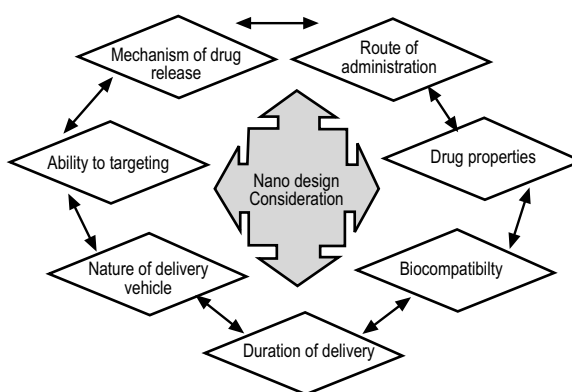 Mechanism of drug
release
Route of
administration
Ability to targeting
Nano design
Consideration
Drug properties
Nature of delivery
vehicle
Biocompatibilty
Duration of delivery